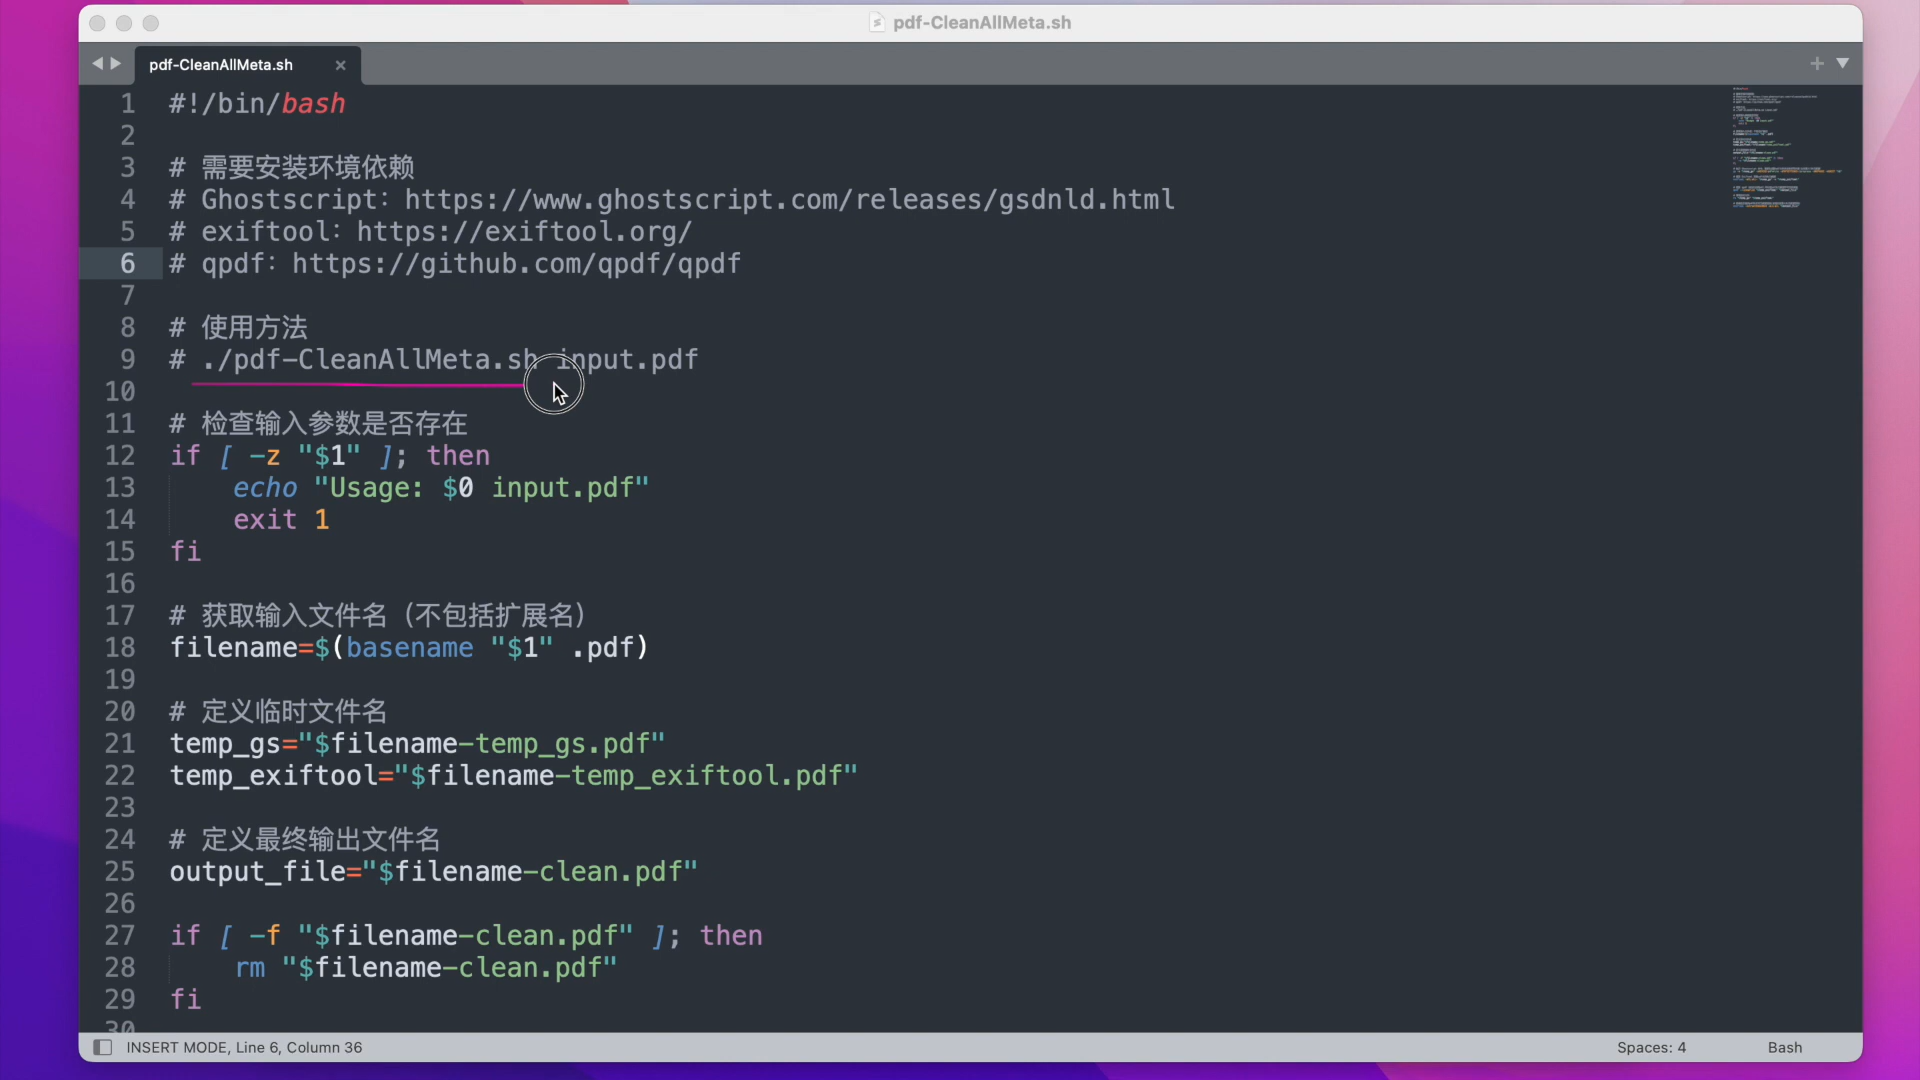 pdf-CleanAllMeta.sh
pdf-CleanAllMeta.sh
1 #!/bin/bash
2
3 # 需要安装环境依赖
4 # Ghostscript：https://www.ghostscript.com/releases/gsdnld.html
5 # exiftool：https://exiftool.org/
6 # qpdf：https://github.com/qpdf/qpdf
7
8 # 使用方法
9 # ./pdf-CleanAllMeta.sh input.pdf
10
11 # 检查输入参数是否存在
12 if [ -z "$1" ]; then
13     echo "Usage: $0 input.pdf"
14     exit 1
15 fi
16
17 # 获取输入文件名（不包括扩展名）
18 filename=$(basename "$1" .pdf)
19
20 # 定义临时文件名
21 temp_gs="$filename-temp_gs.pdf"
22 temp_exiftool="$filename-temp_exiftool.pdf"
23
24 # 定义最终输出文件名
25 output_file="$filename-clean.pdf"
26
27 if [ -f "$filename-clean.pdf" ]; then
28     rm "$filename-clean.pdf"
29 fi
30
INSERT MODE, Line 6, Column 36
Spaces: 4
Bash